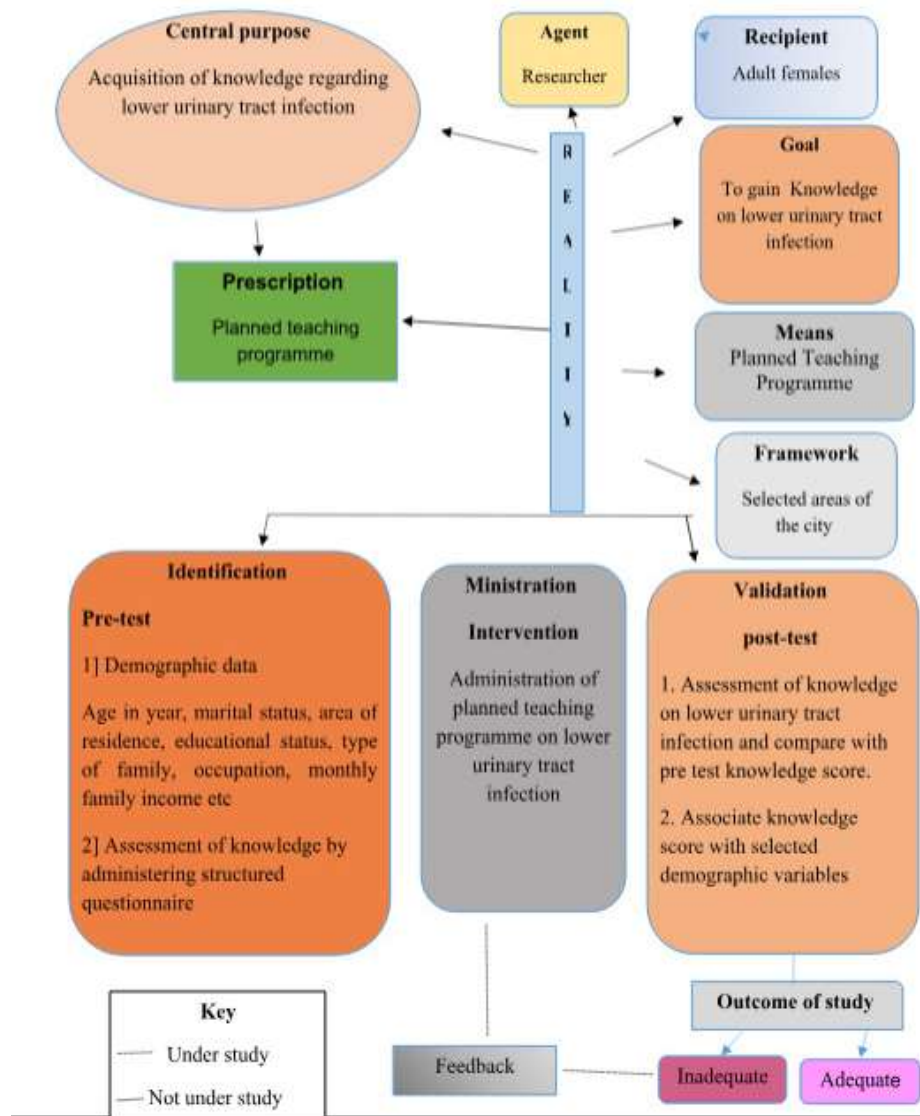 Central purpose
Acquisition of knowledge regarding
lower urinary tract infection
Agent
Researcher
Recipient
Adult females
Goal
To gain Knowledge
on lower urinary tract
infection
Prescription
Planned teaching
programme
R
E
A
L
I
T
Y
Means
Planned Teaching
Programme
Framework
Selected areas of
the city
Identification
Pre-test
1] Demographic data
Age in year, marital status, area of
residence, educational status, type
of family, occupation, monthly
family income etc
2] Assessment of knowledge by
administering structured
questionnaire
Ministration
Intervention
Administration of
planned teaching
programme on lower
urinary tract
infection
Validation
post-test
1. Assessment of knowledge
on lower urinary tract
infection and compare with
pre test knowledge score.
2. Associate knowledge
score with selected
demographic variables
Key
Under study
Not under study
Feedback
Outcome of study
Inadequate
Adequate